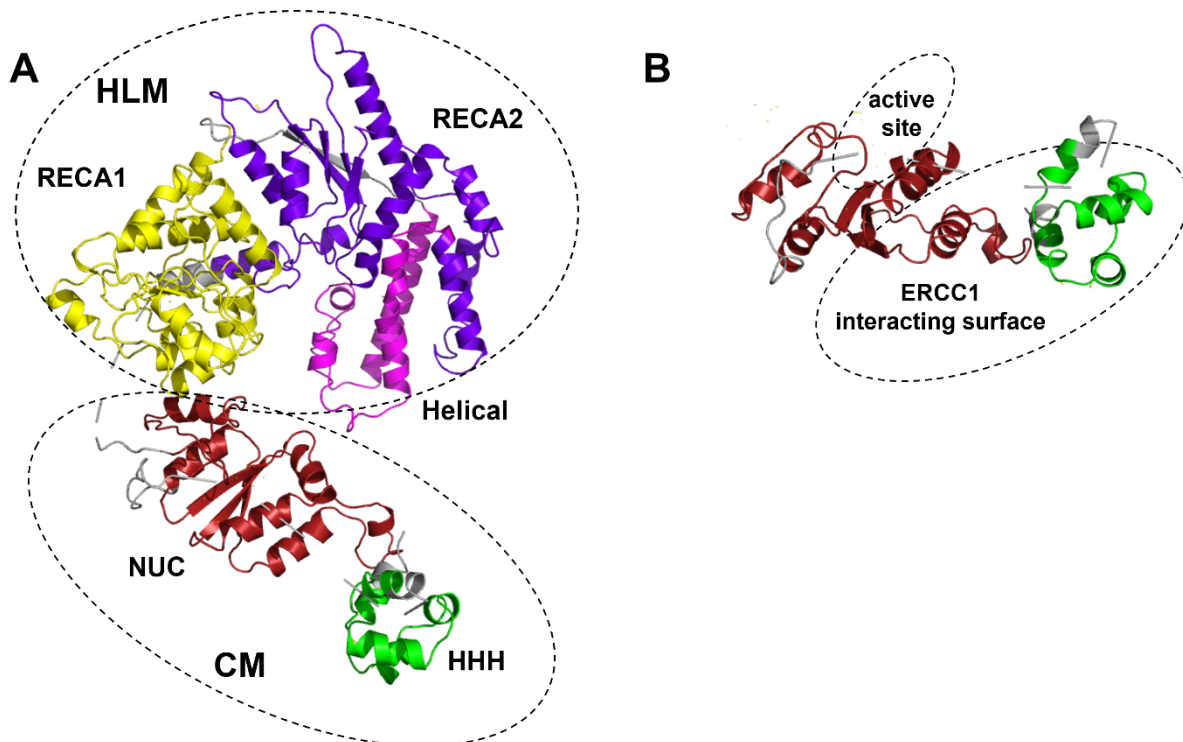 A
HLM
RECA2
RECA1
Helical
NUC
CM
HHH
B
active
site
ERCC1
interacting surface